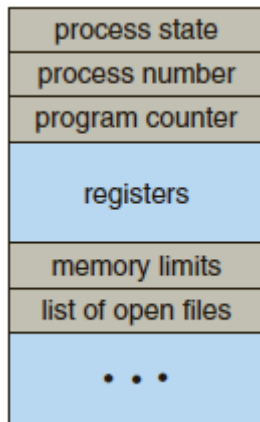 process state
process number
program counter
registers
memory limits
list of open files
• • •